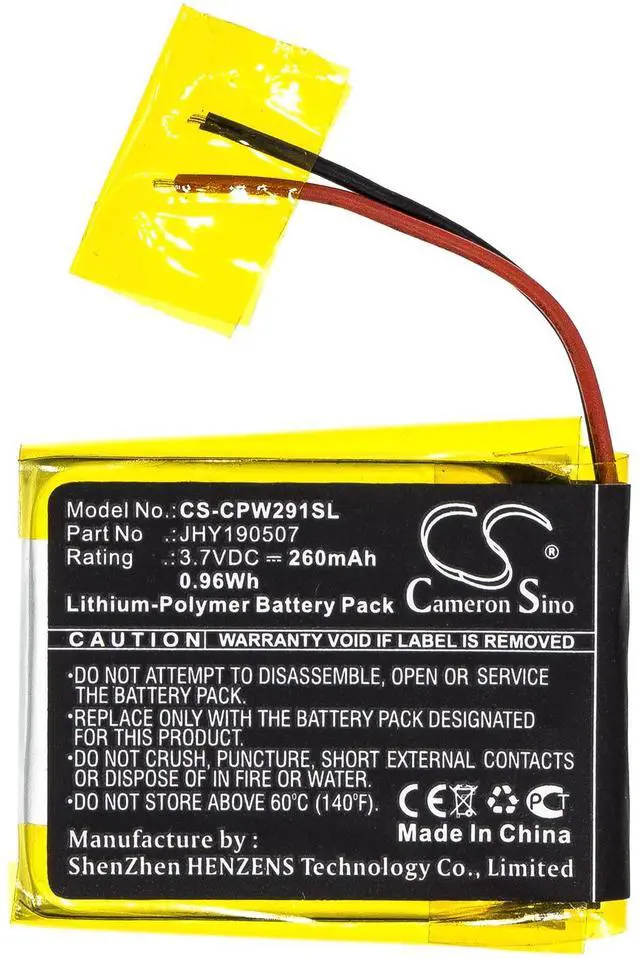 Model No.:CS-CPW291SL
Part No .:JHY190507
Rating .:3.7VDC ⎓ 260mAh
0.96Wh
Lithium-Polymer Battery Pack
CS ®
Cameron Sino
CAUTION WARRANTY VOID IF LABEL IS REMOVED
·DO NOT ATTEMPT TO DISASSEMBLE, OPEN OR SERVICE
THE BATTERY PACK.
·REPLACE ONLY WITH THE BATTERY PACK DESIGNATED
FOR THIS PRODUCT.
·DO NOT CRUSH, PUNCTURE, SHORT EXTERNAL CONTACTS
OR DISPOSE OF IN FIRE OR WATER.
·DO NOT STORE ABOVE 60°C (140°F).
CE PCT
Made In China
Manufacture by :
ShenZhen HENZENS Technology Co., Limited